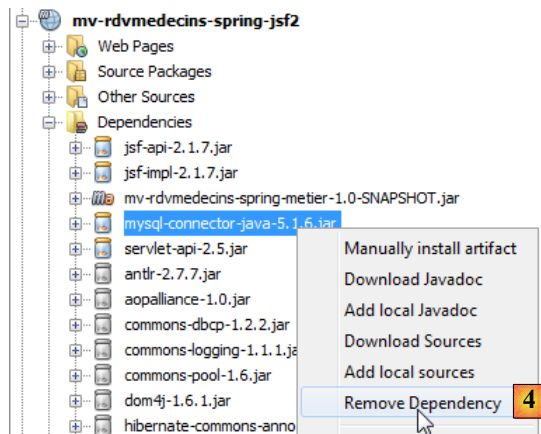 mv-rdvmedecins-spring-jsf2
Web Pages
Source Packages
Other Sources
Dependencies
jsf-api-2.1.7.jar
jsf-impl-2.1.7.jar
mv-rdvmedecins-spring-metier-1.0-SNAPSHOT.jar
mysql-connector-java-5.1.6.jar
servlet-api-2.5.jar
Manually install artifact
antlr-2.7.7.jar
Download Javadoc
aopalliance-1.0.jar
Add local Javadoc
commons-dbcp-1.2.2.jar
Download Sources
commons-logging-1.1.1.ja
Add local sources
commons-pool-1.6.jar
dom4j-1.6.1.jar
Remove Dependency 4
hibernate-commons-anno